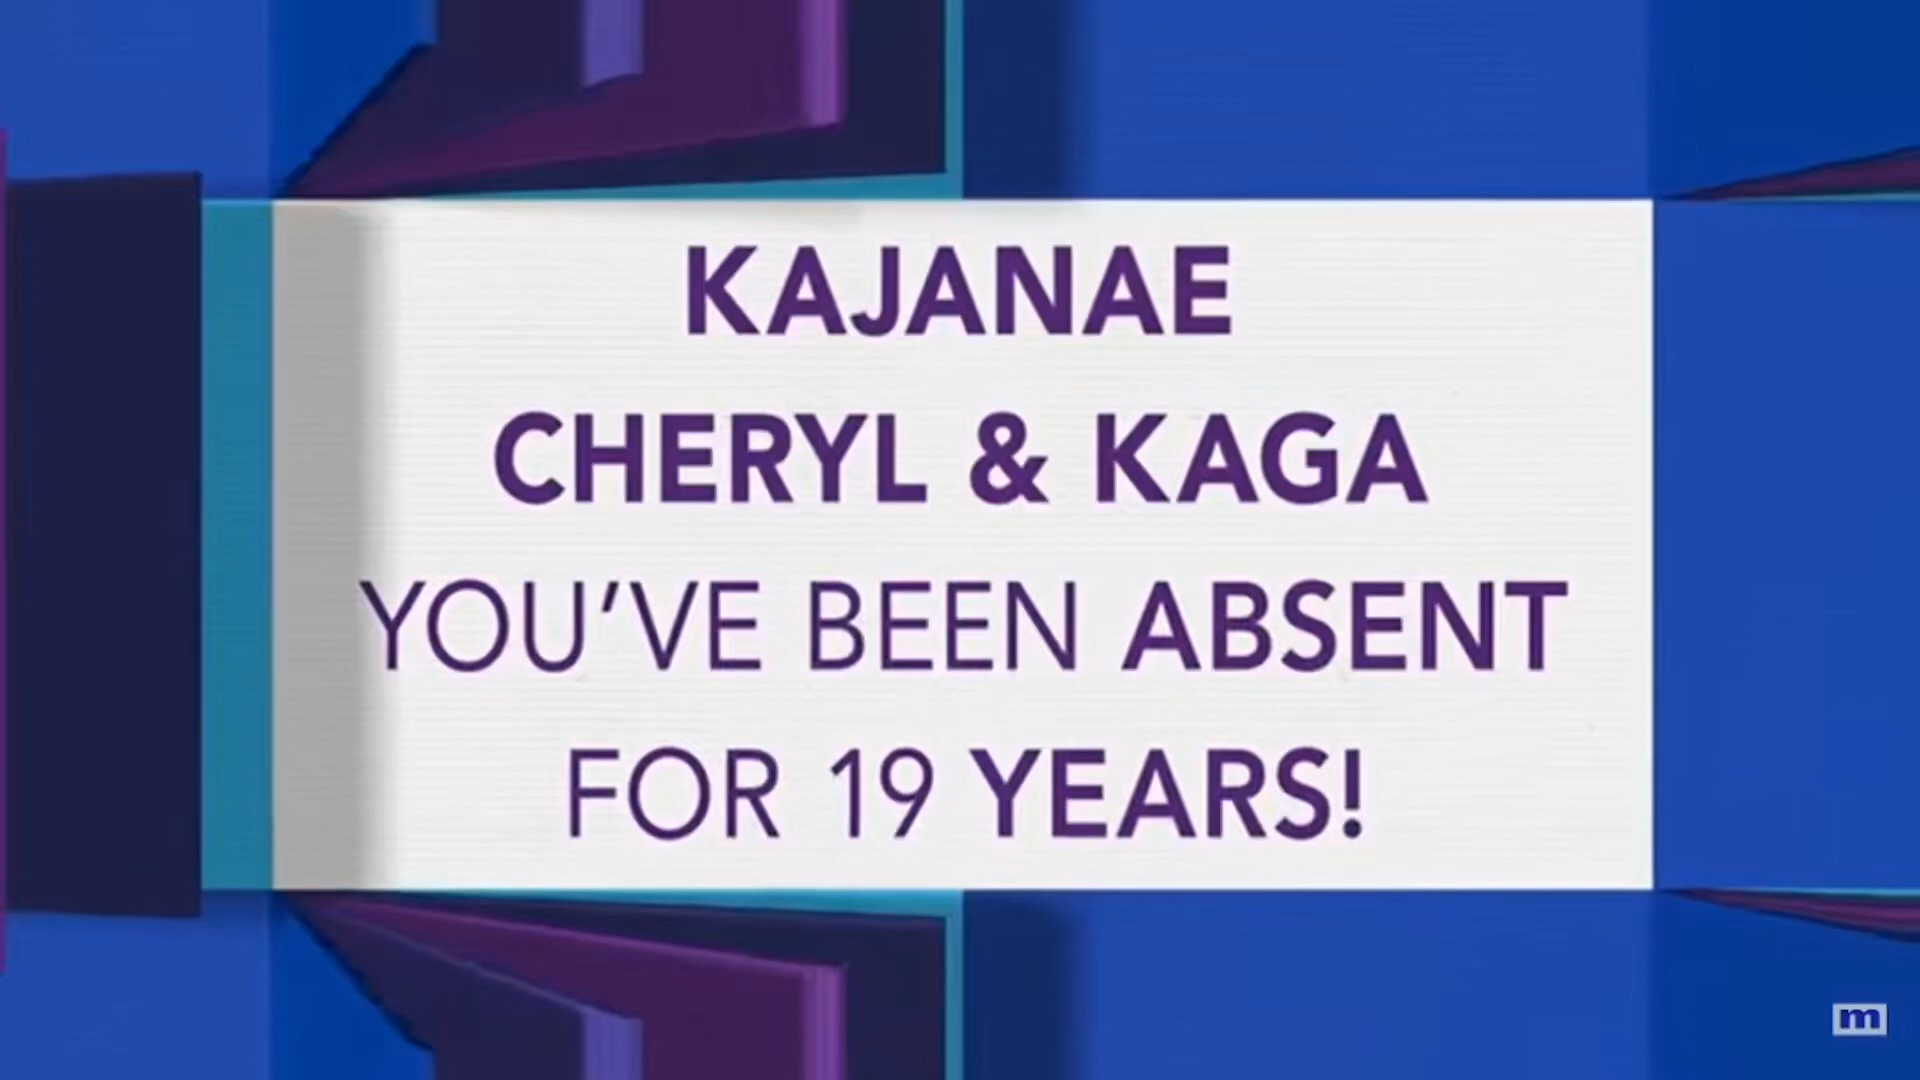 KAJANAE
CHERYL & KAGA
YOU'VE BEEN ABSENT
FOR 19 YEARS!
m